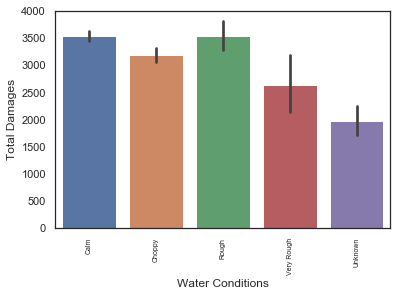 4000
3500
3000
2500
2000
1500
1000
500
0
Total Damages
Calm
Choppy
Rough
Very Rough
Unknown
Water Conditions